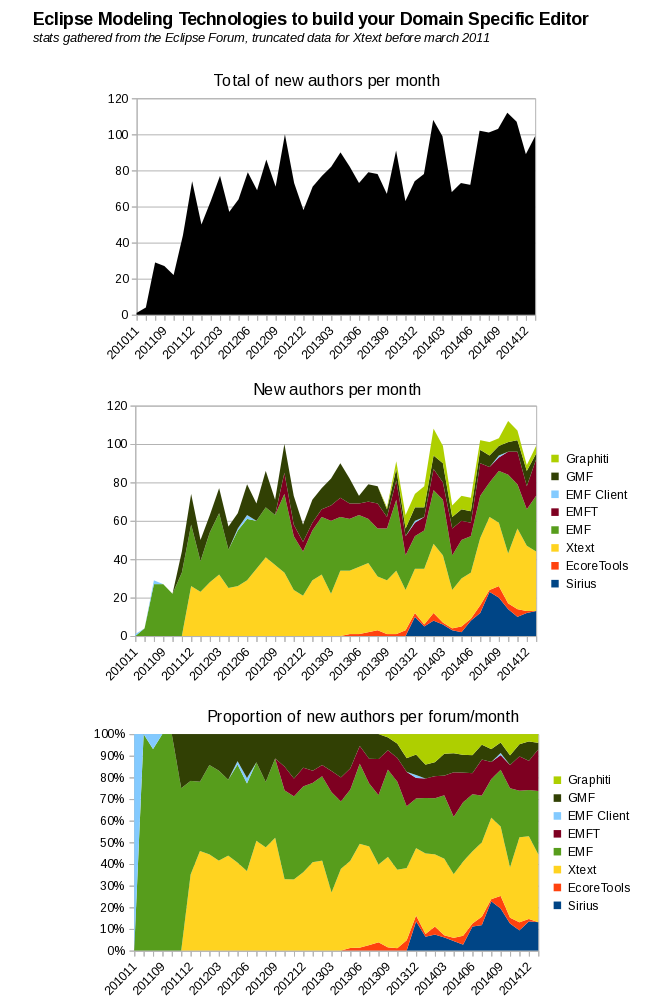 Eclipse Modeling Technologies to build your Domain Specific Editor
stats gathered from the Eclipse Forum, truncated data for Xtext before march 2011
Total of new authors per month
120
100
80
60
40
20
0
201011 201109 201112 201203 201206 201209 201212 201303 201306 201309 201312 201403 201406 201409 201412
New authors per month
120
100
80
60
40
20
0
201011 201109 201112 201203 201206 201209 201212 201303 201306 201309 201312 201403 201406 201409 201412
Graphiti
GMF
EMF Client
EMFT
EMF
Xtext
EcoreTools
Sirius
Proportion of new authors per forum/month
100%
90%
80%
70%
60%
50%
40%
30%
20%
10%
0%
201011 201109 201112 201203 201206 201209 201212 201303 201306 201309 201312 201403 201406 201409 201412
Graphiti
GMF
EMF Client
EMFT
EMF
Xtext
EcoreTools
Sirius